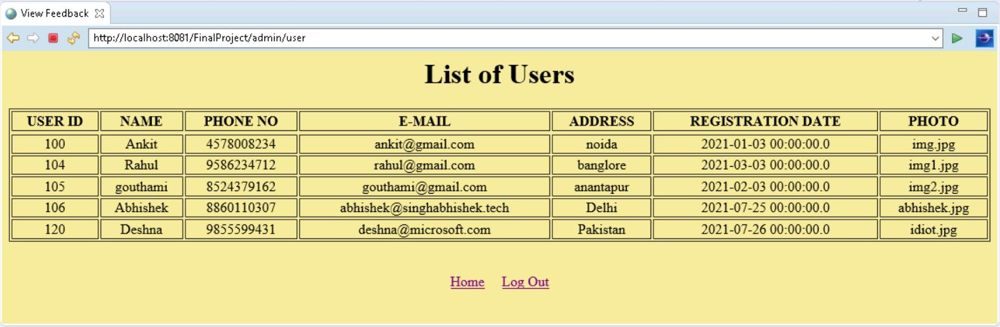 View Feedback
http://localhost:8081/FinalProject/admin/user
List of Users
USER ID NAME PHONE NO E-MAIL ADDRESS REGISTRATION DATE PHOTO
100 Ankit 4578008234 ankit@gmail.com noida 2021-01-03 00:00:00.0 img.jpg
104 Rahul 9586234712 rahul@gmail.com banglore 2021-03-03 00:00:00.0 img1.jpg
105 gouthami 8524379162 gouthami@gmail.com anantapur 2021-02-03 00:00:00.0 img2.jpg
106 Abhishek 8860110307 abhishek@singhabhishek.tech Delhi 2021-07-25 00:00:00.0 abhishek.jpg
120 Deshna 9855599431 deshna@microsoft.com Pakistan 2021-07-26 00:00:00.0 idiot.jpg
Home Log Out